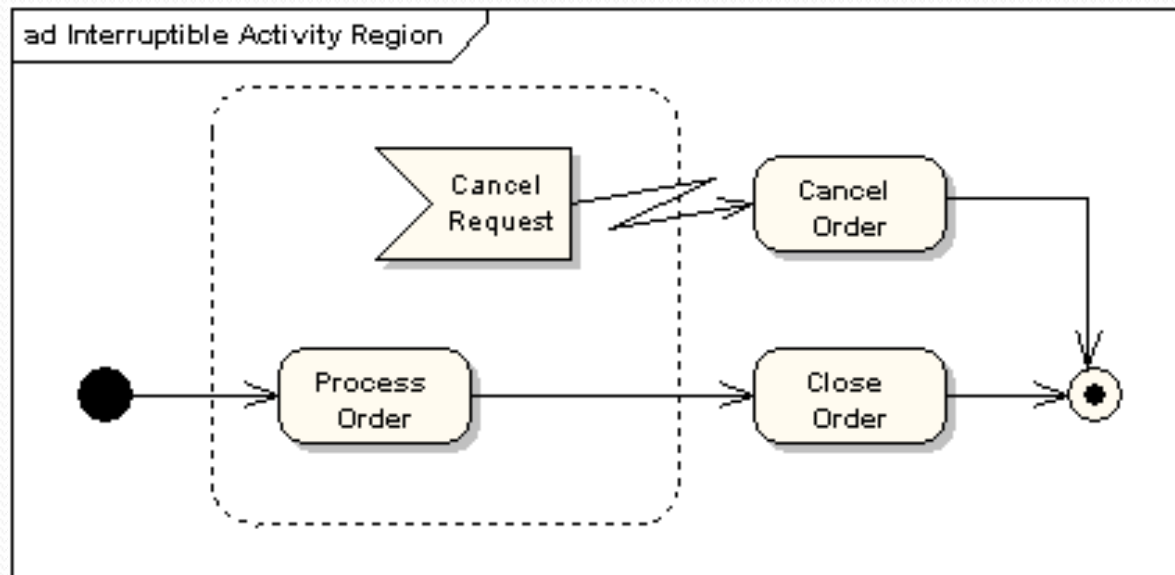 ad Interruptible Activity Region
Cancel
Request
Cancel
Order
Process
Order
Close
Order